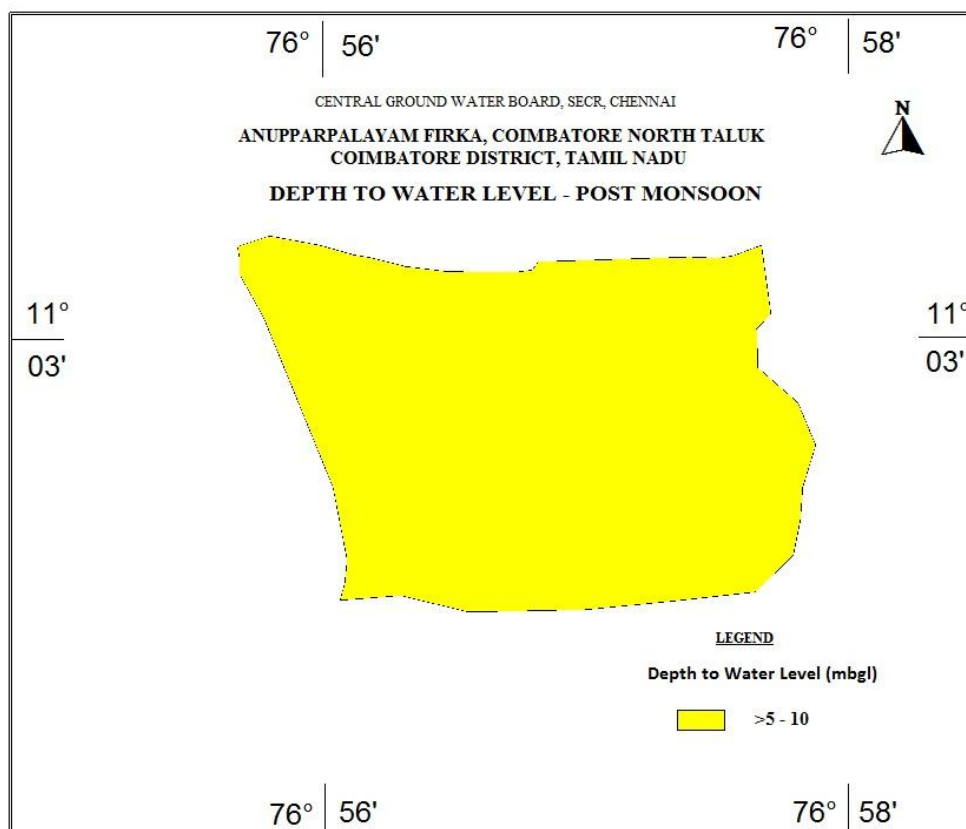 76° 56' 76° 58'
CENTRAL GROUND WATER BOARD, SECR, CHENNAI
N
ANUPPARPALAYAM FIRKA, COIMBATORE NORTH TALUK
COIMBATORE DISTRICT, TAMIL NADU
DEPTH TO WATER LEVEL - POST MONSOON
11° 11°
03' 03'
LEGEND
Depth to Water Level (mbgl)
>5 - 10
76° 56' 76° 58'